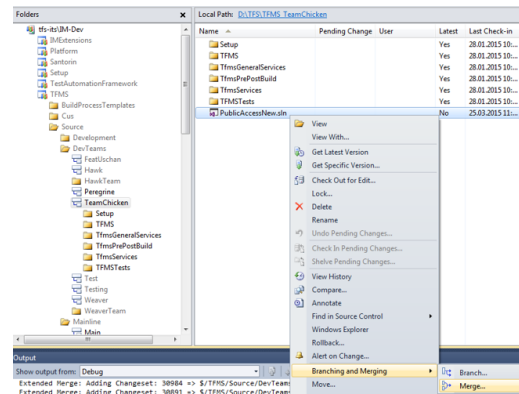 Folders
Local Path: D:\TFS\TFMS_TeamChicken
tfs-its\IM-Dev
IMExtensions
Platform
Santorin
Setup
TestAutomationFramework
TFMS
BuildProcessTemplates
Cus
Source
Development
DevTeams
FeatUschan
Hawk
HawkTeam
Peregrine
TeamChicken
Setup
TFMS
TfmsGeneralServices
TfmsPrePostBuild
TfmsServices
TFMSTests
Test
Testing
Weaver
WeaverTeam
Mainline
Main
Name Pending Change User Latest Last Check-in
Setup Yes 28.01.2015 10:...
TFMS Yes 28.01.2015 10:...
TfmsGeneralServices Yes 28.01.2015 10:...
TfmsPrePostBuild Yes 28.01.2015 10:...
TfmsServices Yes 28.01.2015 10:...
TFMSTests Yes 28.01.2015 10:...
PublicAccessNew.sln No 25.03.2015 11:...
View
View With...
Get Latest Version
Get Specific Version...
Check Out for Edit...
Lock...
Delete
Rename
Undo Pending Changes...
Check In Pending Changes...
Shelve Pending Changes...
View History
Compare...
Annotate
Find in Source Control
Windows Explorer
Rollback...
Alert on Change...
Branching and Merging
Move...
Branch...
Merge...
Output
Show output from: Debug
Extended Merge: Adding Changeset: 30984 => $/TFMS/Source/DevTeams
Extended Merge: Adding Changeset: 30891 => $/TFMS/Source/DevTeams